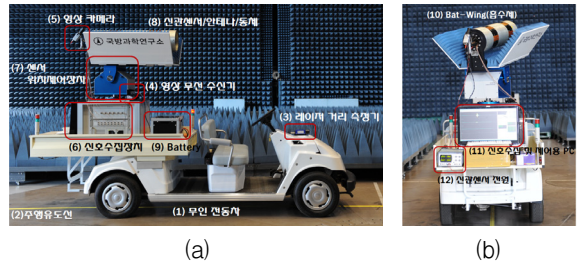 (5) 영상 카메라
(8) 신관센서/안테나/동체
국방과학연구소
(7) 센서
위치제어장치
(4) 영상 무선 수신기
(3) 레이저 거리 측정기
(6) 신호수집장치
(9) Battery
(2)주행유도선
(1) 무인 전동차
(a)
(10) Bat-Wing(흡수체)
(11) 신호수집 및 제어용 PC
(12) 신관센서 전원
(b)